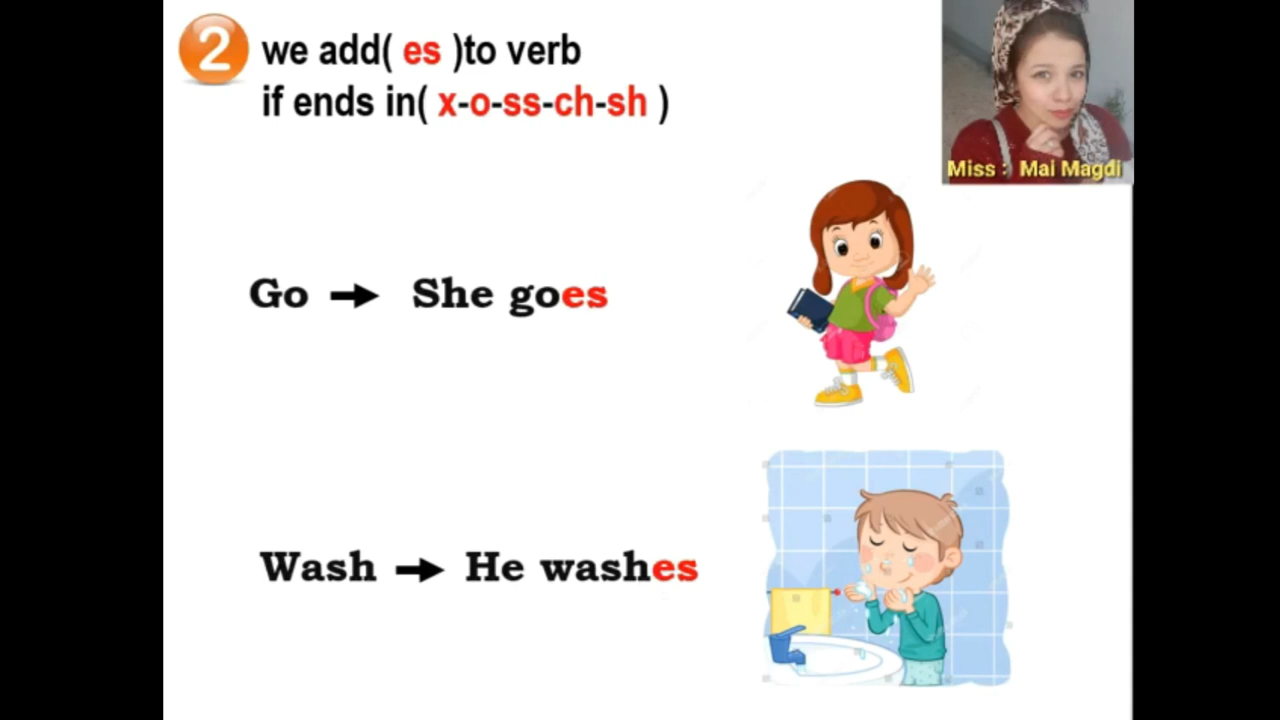 2
we add( es )to verb
if ends in( x-o-ss-ch-sh )
Miss : Mai Magdi
Go → She goes
Wash → He washes